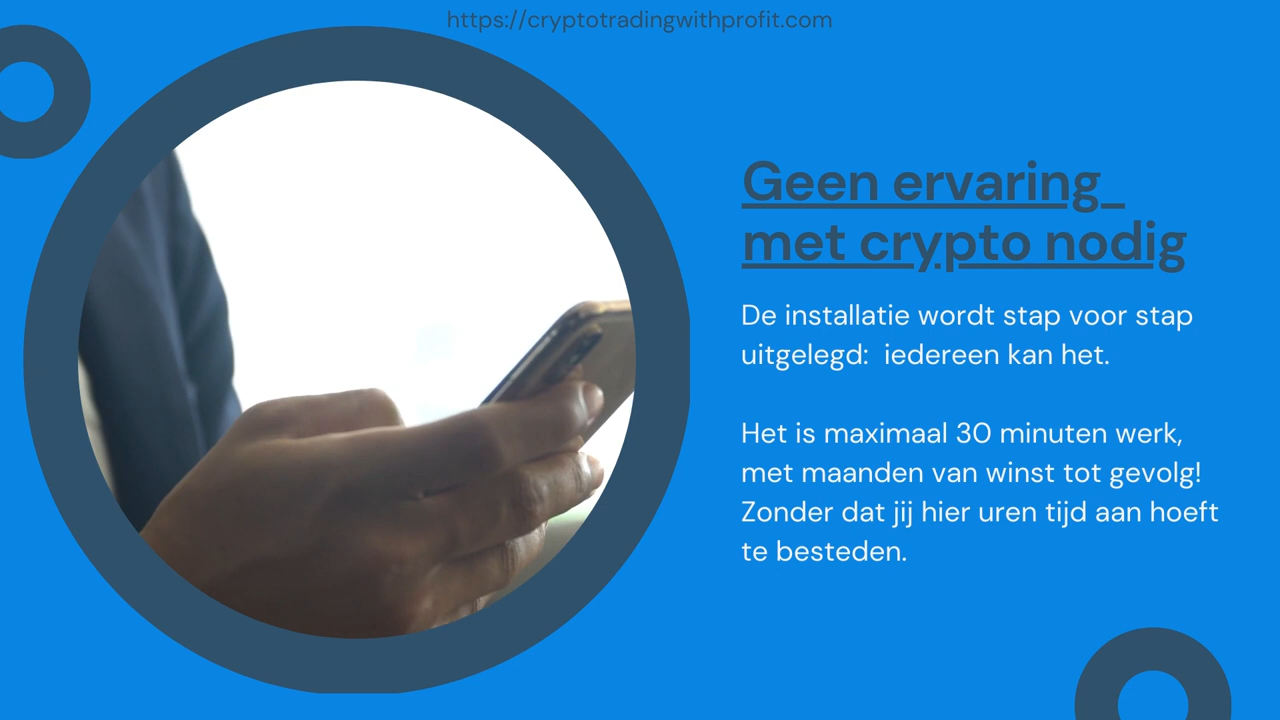 https://cryptotradingwithprofit.com
Geen ervaring
met crypto nodig
De installatie wordt stap voor stap
uitgelegd:  iedereen kan het.
Het is maximaal 30 minuten werk,
met maanden van winst tot gevolg!
Zonder dat jij hier uren tijd aan hoeft
te besteden.